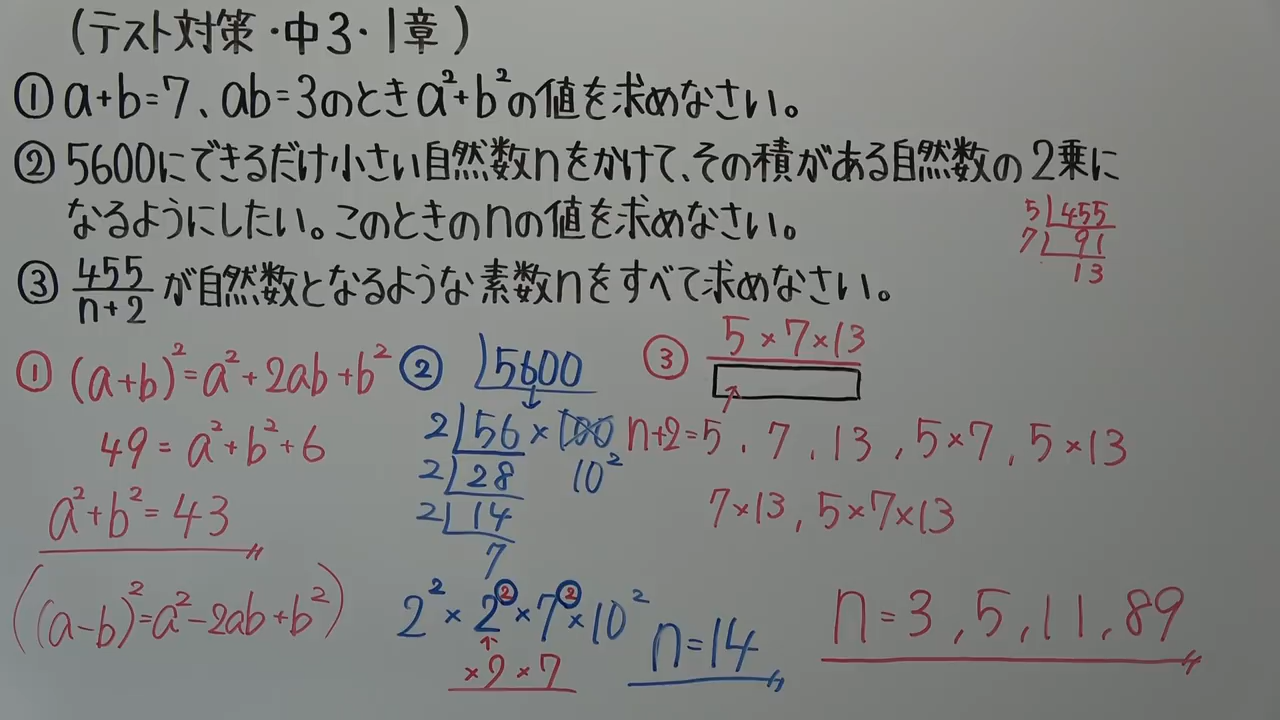 (テスト対策・中3・1章)
① a+b=7、ab=3のときa²+b²の値を求めなさい。
② 5600にできるだけ小さい自然数nをかけて、その積がある自然数の2乗に
なるようにしたい。このときのnの値を求めなさい。
③ 455/n+2 が自然数となるような素数nをすべて求めなさい。
5 455
7 91
13
① (a+b)²=a²+2ab+b²
49=a²+b²+6
a²+b²=43
((a-b)²=a²-2ab+b²)
② 5600
2 56×100
2 28 10²
2 14
7
2²×2②×7②×10²
×2×7
n=14
③ 5×7×13
n+2=5, 7, 13, 5×7, 5×13
7×13, 5×7×13
n=3, 5, 11, 89